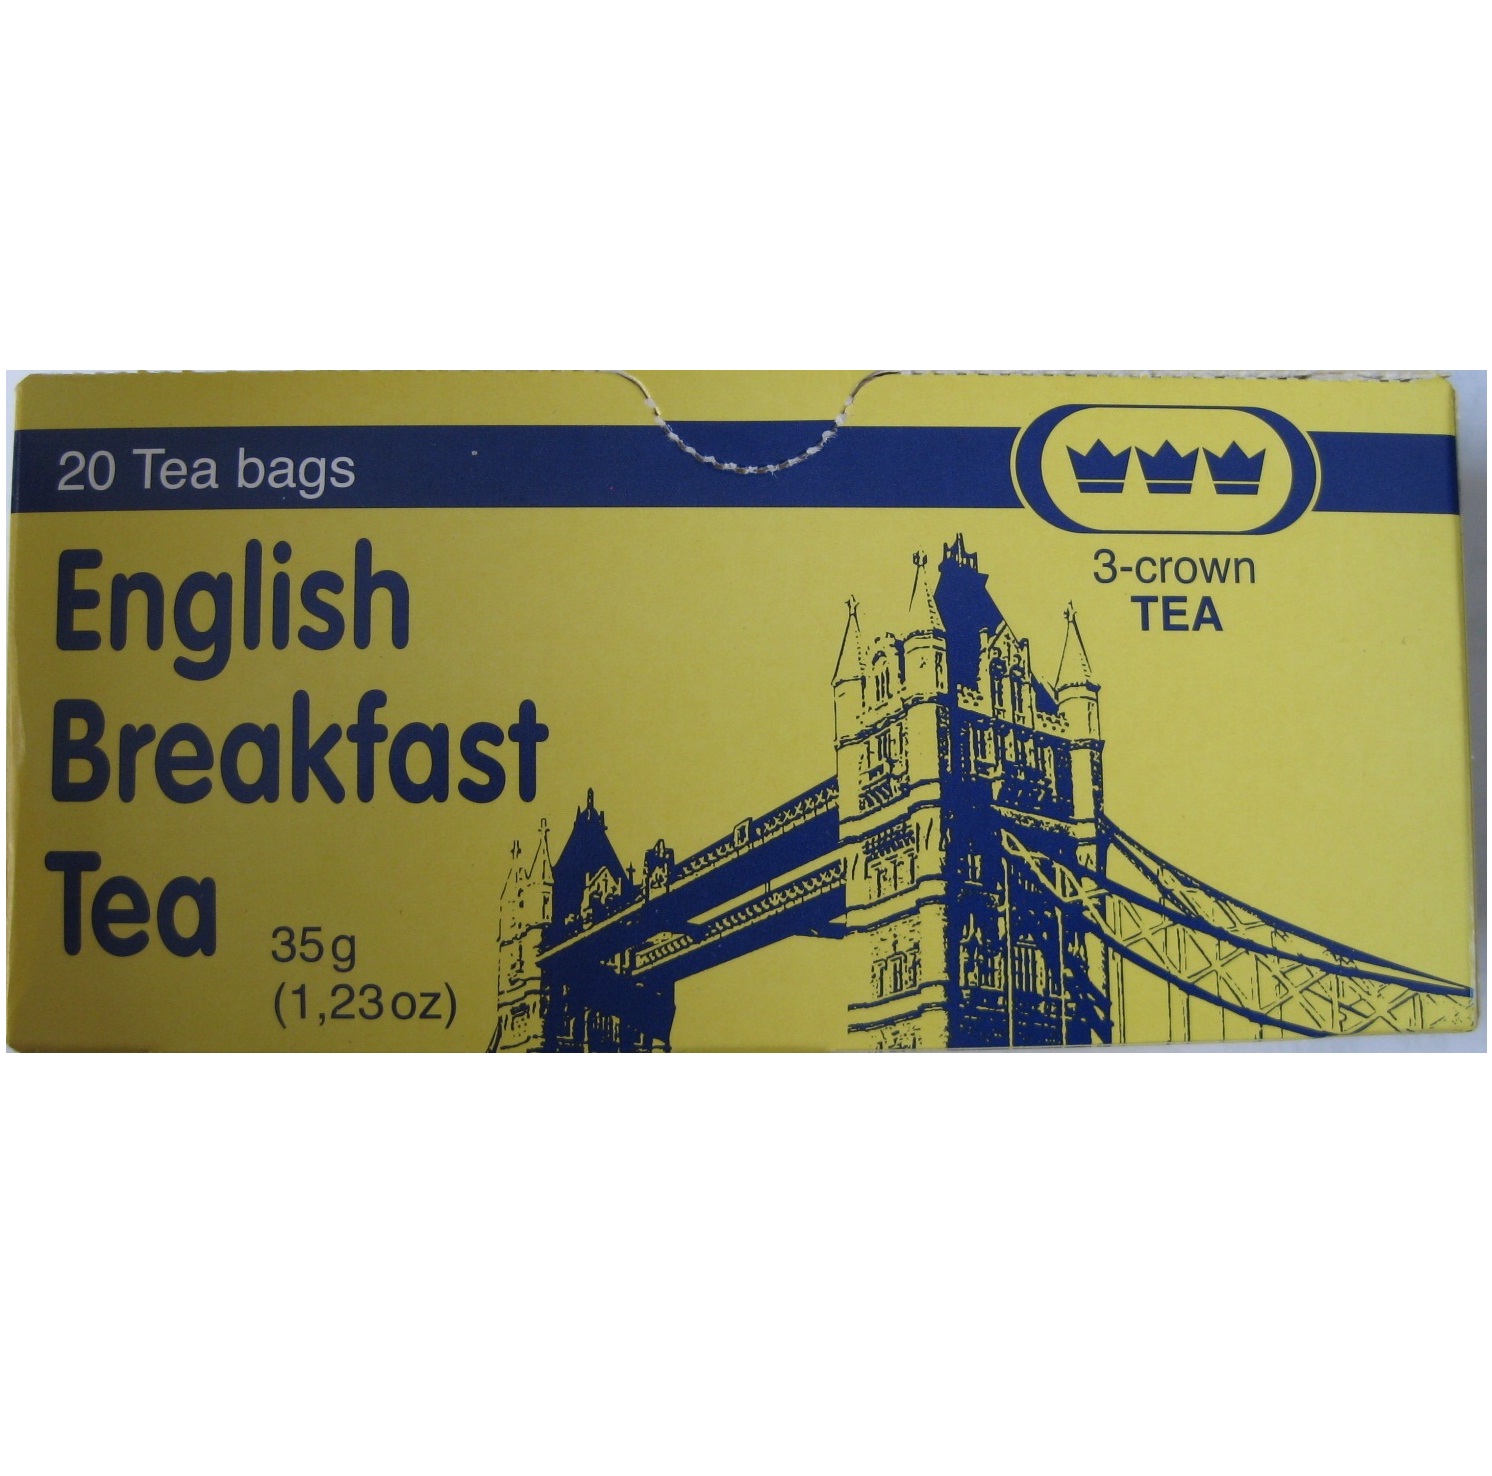 20 Tea bags
3-crown
TEA
English
Breakfast
Tea
35g
(1,23oz)